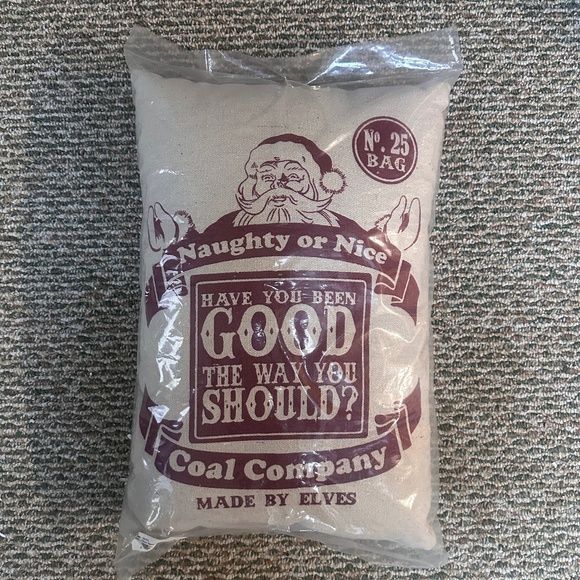 Nº. 25
BAG
Naughty or Nice
HAVE YOU BEEN
GOOD
THE WAY YOU
SHOULD?
Coal Company
MADE BY ELVES